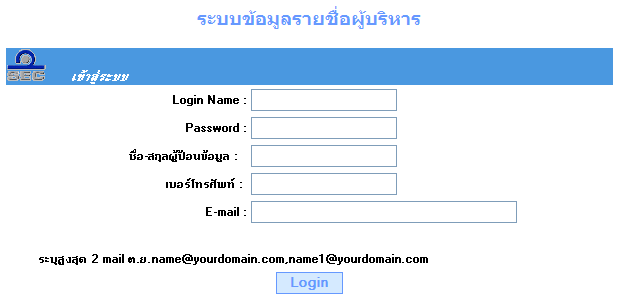 ระบบข้อมูลรายชื่อผู้บริหาร
SEC เข้าสู่ระบบ
Login Name :
Password :
ชื่อ-สกุลผู้ป้อนข้อมูล :
เบอร์โทรศัพท์ :
E-mail :
ระบุสูงสุด 2 mail ต.ย.name@yourdomain.com,name1@yourdomain.com
Login